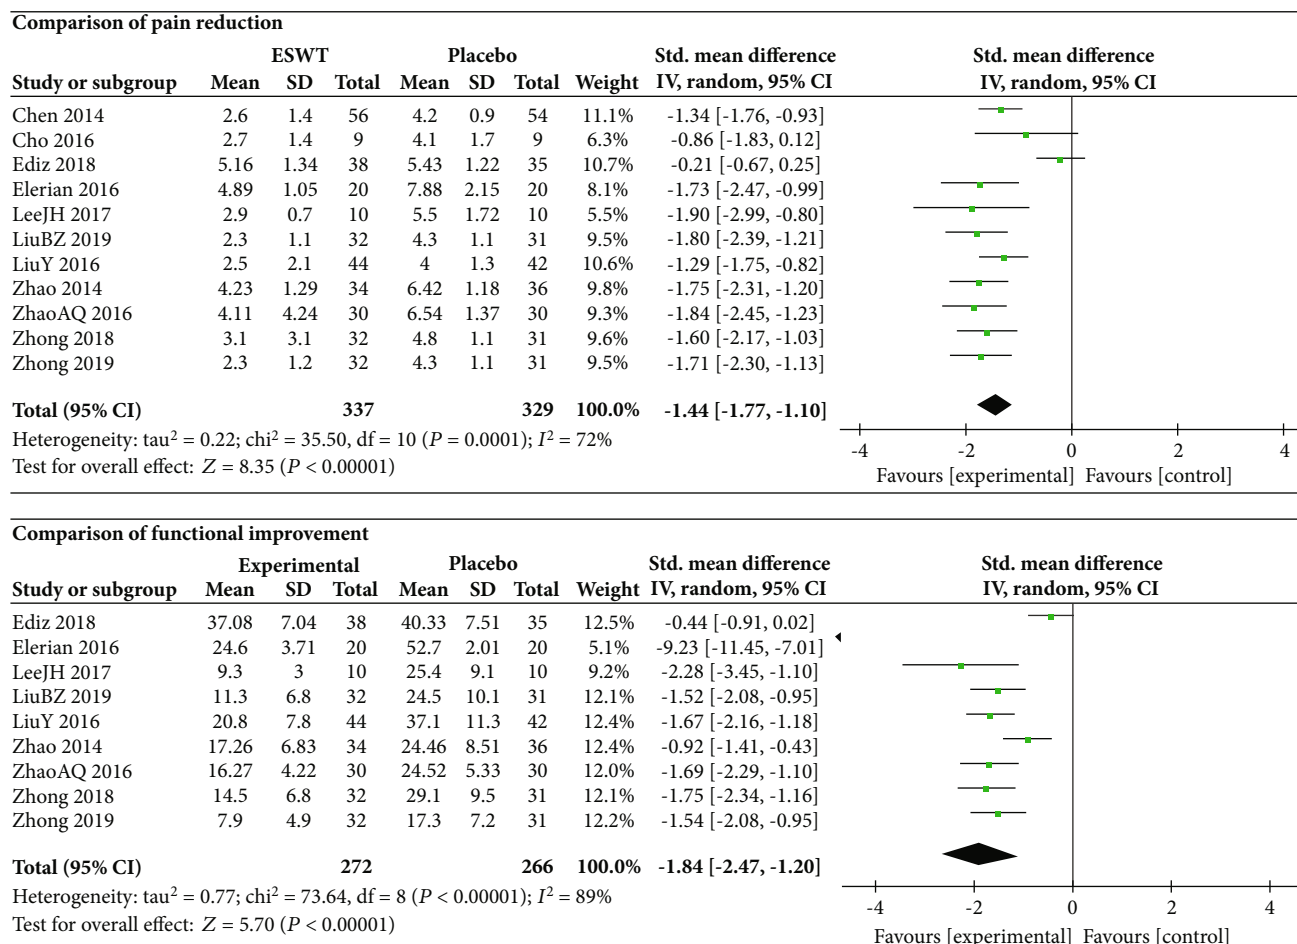 Comparison of pain reduction
ESWT Placebo Std. mean difference Std. mean difference
Study or subgroup Mean SD Total Mean SD Total Weight IV, random, 95% CI IV, random, 95% CI
Chen 2014 2.6 1.4 56 4.2 0.9 54 11.1% -1.34 [-1.76, -0.93]
Cho 2016 2.7 1.4 9 4.1 1.7 9 6.3% -0.86 [-1.83, 0.12]
Ediz 2018 5.16 1.34 38 5.43 1.22 35 10.7% -0.21 [-0.67, 0.25]
Elerian 2016 4.89 1.05 20 7.88 2.15 20 8.1% -1.73 [-2.47, -0.99]
LeeJH 2017 2.9 0.7 10 5.5 1.72 10 5.5% -1.90 [-2.99, -0.80]
LiuBZ 2019 2.3 1.1 32 4.3 1.1 31 9.5% -1.80 [-2.39, -1.21]
LiuY 2016 2.5 2.1 44 4 1.3 42 10.6% -1.29 [-1.75, -0.82]
Zhao 2014 4.23 1.29 34 6.42 1.18 36 9.8% -1.75 [-2.31, -1.20]
ZhaoAQ 2016 4.11 4.24 30 6.54 1.37 30 9.3% -1.84 [-2.45, -1.23]
Zhong 2018 3.1 3.1 32 4.8 1.1 31 9.6% -1.60 [-2.17, -1.03]
Zhong 2019 2.3 1.2 32 4.3 1.1 31 9.5% -1.71 [-2.30, -1.13]
Total (95% CI) 337 329 100.0% -1.44 [-1.77, -1.10]
Heterogeneity: tau² = 0.22; chi² = 35.50, df = 10 (P = 0.0001); I² = 72%
Test for overall effect: Z = 8.35 (P < 0.00001)
-4 -2 0 2 4
Favours [experimental] Favours [control]
Comparison of functional improvement
Experimental Placebo Std. mean difference Std. mean difference
Study or subgroup Mean SD Total Mean SD Total Weight IV, random, 95% CI IV, random, 95% CI
Ediz 2018 37.08 7.04 38 40.33 7.51 35 12.5% -0.44 [-0.91, 0.02]
Elerian 2016 24.6 3.71 20 52.7 2.01 20 5.1% -9.23 [-11.45, -7.01]
LeeJH 2017 9.3 3 10 25.4 9.1 10 9.2% -2.28 [-3.45, -1.10]
LiuBZ 2019 11.3 6.8 32 24.5 10.1 31 12.1% -1.52 [-2.08, -0.95]
LiuY 2016 20.8 7.8 44 37.1 11.3 42 12.4% -1.67 [-2.16, -1.18]
Zhao 2014 17.26 6.83 34 24.46 8.51 36 12.4% -0.92 [-1.41, -0.43]
ZhaoAQ 2016 16.27 4.22 30 24.52 5.33 30 12.0% -1.69 [-2.29, -1.10]
Zhong 2018 14.5 6.8 32 29.1 9.5 31 12.1% -1.75 [-2.34, -1.16]
Zhong 2019 7.9 4.9 32 17.3 7.2 31 12.2% -1.54 [-2.08, -0.95]
Total (95% CI) 272 266 100.0% -1.84 [-2.47, -1.20]
Heterogeneity: tau² = 0.77; chi² = 73.64, df = 8 (P < 0.00001); I² = 89%
Test for overall effect: Z = 5.70 (P < 0.00001)
-4 -2 0 2 4
Favours [experimental] Favours [control]